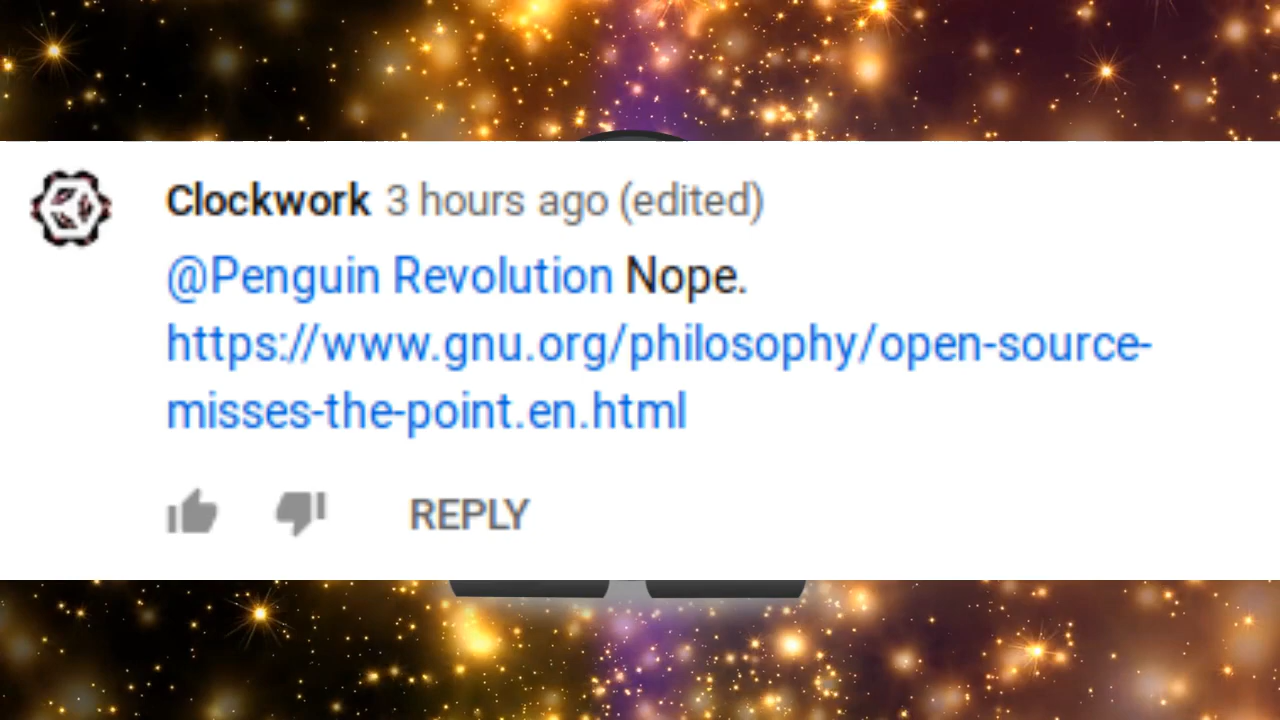 Clockwork 3 hours ago (edited)
@Penguin Revolution Nope.
https://www.gnu.org/philosophy/open-source-
misses-the-point.en.html
REPLY